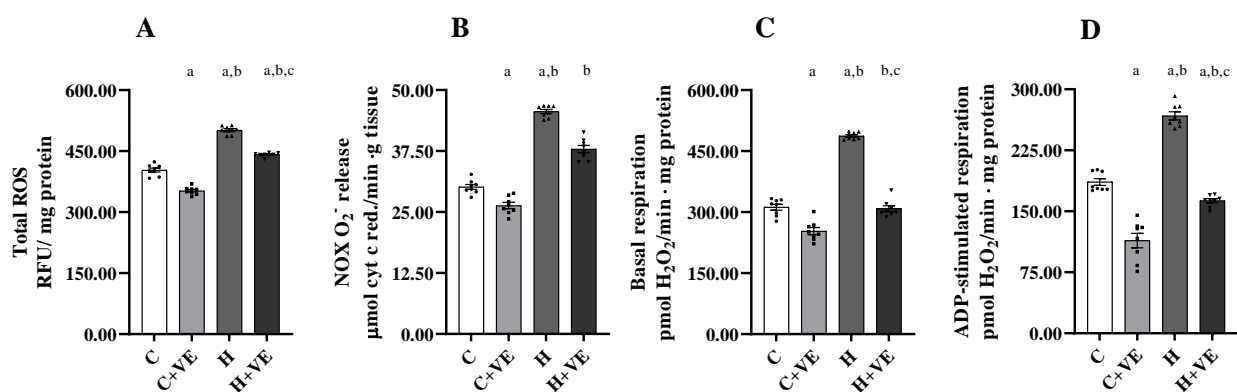 A
a
a,b
a,b,c
Total ROS
RFU/ mg protein
600.00
450.00
300.00
150.00
0.00
C
C+VE
H
H+VE
B
a
a,b
b
NOX O₂⁻ release
μmol cyt c red./min ·g tissue
50.00
37.50
25.00
12.50
0.00
C
C+VE
H
H+VE
C
a
a,b
b,c
Basal respiration
pmol H₂O₂/min · mg protein
600.00
450.00
300.00
150.00
0.00
C
C+VE
H
H+VE
D
a
a,b
a,b,c
ADP-stimulated respiration
pmol H₂O₂/min · mg protein
300.00
225.00
150.00
75.00
0.00
C
C+VE
H
H+VE